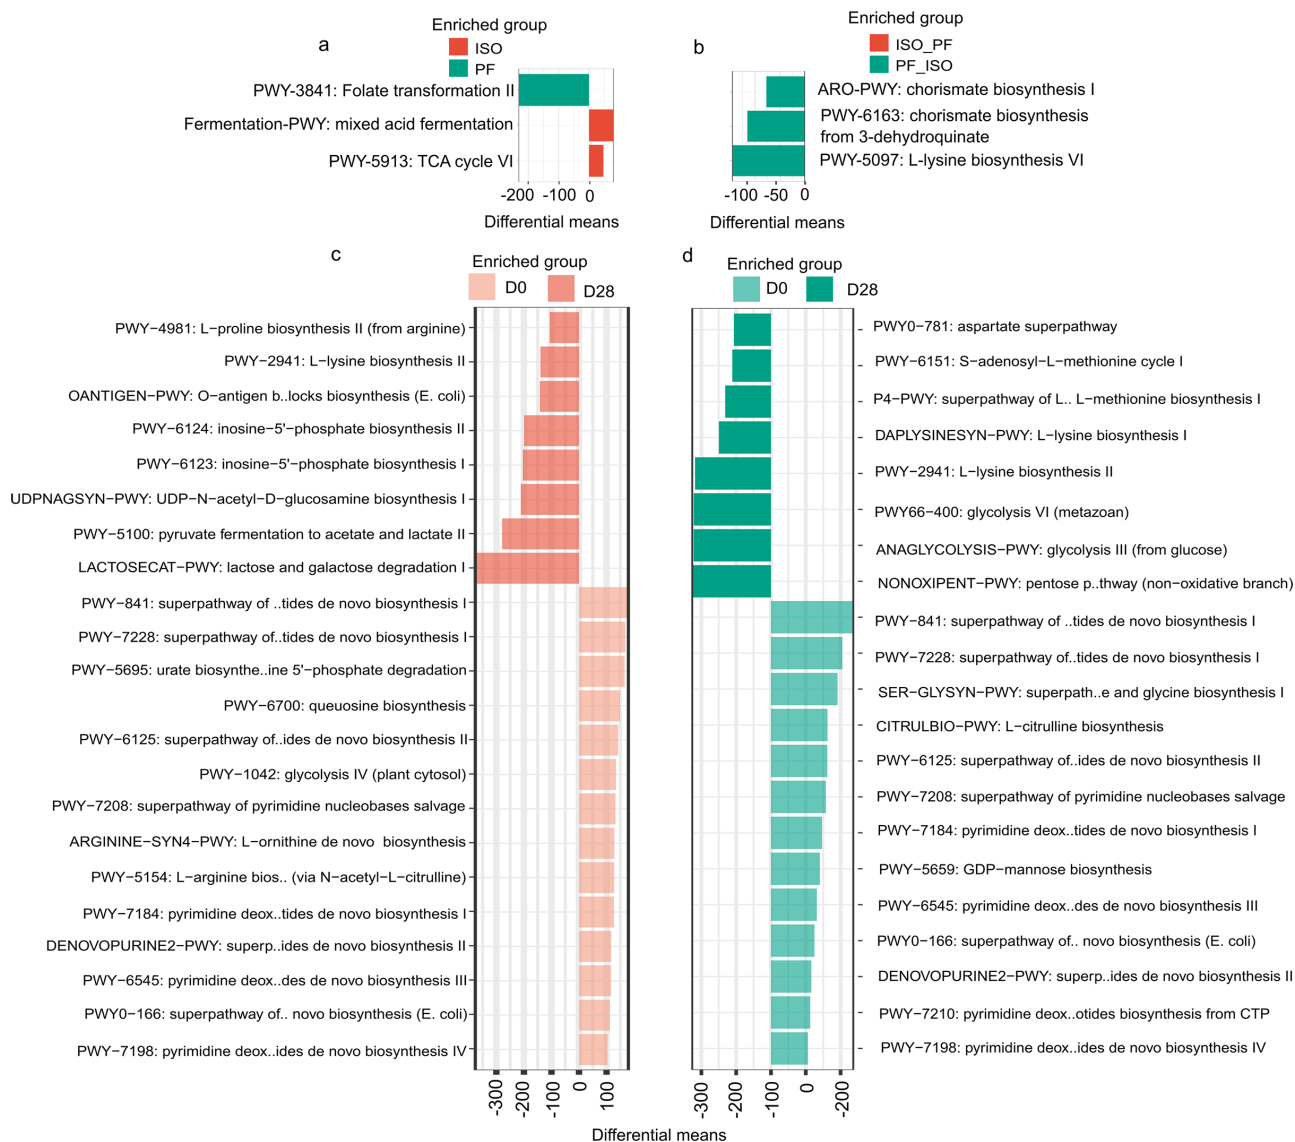 a
Enriched group
ISO
PF
PWY-3841: Folate transformation II
Fermentation-PWY: mixed acid fermentation
PWY-5913: TCA cycle VI
-200 -100 0
Differential means
b
Enriched group
ISO_PF
PF_ISO
ARO-PWY: chorismate biosynthesis I
PWY-6163: chorismate biosynthesis
from 3-dehydroquinate
PWY-5097: L-lysine biosynthesis VI
-100 -50 0
Differential means
c
Enriched group
D0 D28
PWY−4981: L−proline biosynthesis II (from arginine)
PWY−2941: L−lysine biosynthesis II
OANTIGEN−PWY: O−antigen b..locks biosynthesis (E. coli)
PWY−6124: inosine−5'−phosphate biosynthesis II
PWY−6123: inosine−5'−phosphate biosynthesis I
UDPNAGSYN−PWY: UDP−N−acetyl−D−glucosamine biosynthesis I
PWY−5100: pyruvate fermentation to acetate and lactate II
LACTOSECAT−PWY: lactose and galactose degradation I
PWY−841: superpathway of ..tides de novo biosynthesis I
PWY−7228: superpathway of..tides de novo biosynthesis I
PWY−5695: urate biosynthe..ine 5'−phosphate degradation
PWY−6700: queuosine biosynthesis
PWY−6125: superpathway of..ides de novo biosynthesis II
PWY−1042: glycolysis IV (plant cytosol)
PWY−7208: superpathway of pyrimidine nucleobases salvage
ARGININE−SYN4−PWY: L−ornithine de novo  biosynthesis
PWY−5154: L−arginine bios.. (via N−acetyl−L−citrulline)
PWY−7184: pyrimidine deox..tides de novo biosynthesis I
DENOVOPURINE2−PWY: superp..ides de novo biosynthesis II
PWY−6545: pyrimidine deox..des de novo biosynthesis III
PWY0−166: superpathway of.. novo biosynthesis (E. coli)
PWY−7198: pyrimidine deox..ides de novo biosynthesis IV
-300 -200 -100 0 100
d
Enriched group
D0 D28
PWY0−781: aspartate superpathway
PWY−6151: S−adenosyl−L−methionine cycle I
P4−PWY: superpathway of L.. L−methionine biosynthesis I
DAPLYSINESYN−PWY: L−lysine biosynthesis I
PWY−2941: L−lysine biosynthesis II
PWY66−400: glycolysis VI (metazoan)
ANAGLYCOLYSIS−PWY: glycolysis III (from glucose)
NONOXIPENT−PWY: pentose p..thway (non−oxidative branch)
PWY−841: superpathway of ..tides de novo biosynthesis I
PWY−7228: superpathway of..tides de novo biosynthesis I
SER−GLYSYN−PWY: superpath..e and glycine biosynthesis I
CITRULBIO−PWY: L−citrulline biosynthesis
PWY−6125: superpathway of..ides de novo biosynthesis II
PWY−7208: superpathway of pyrimidine nucleobases salvage
PWY−7184: pyrimidine deox..tides de novo biosynthesis I
PWY−5659: GDP−mannose biosynthesis
PWY−6545: pyrimidine deox..des de novo biosynthesis III
PWY0−166: superpathway of.. novo biosynthesis (E. coli)
DENOVOPURINE2−PWY: superp..ides de novo biosynthesis II
PWY−7210: pyrimidine deox..otides biosynthesis from CTP
PWY−7198: pyrimidine deox..ides de novo biosynthesis IV
-300 -200 -100 0 -200
Differential means